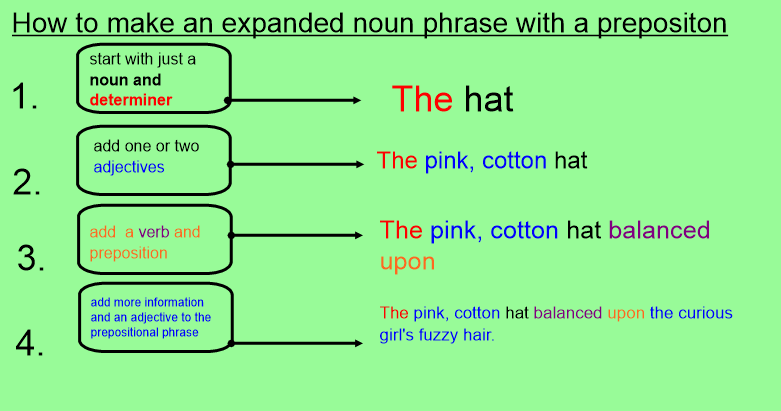 How to make an expanded noun phrase with a prepositon
1.
start with just a
noun and
determiner
The hat
2.
add one or two
adjectives
The pink, cotton hat
3.
add a verb and
preposition
The pink, cotton hat balanced
upon
4.
add more information
and an adjective to the
prepositional phrase
The pink, cotton hat balanced upon the curious
girl's fuzzy hair.